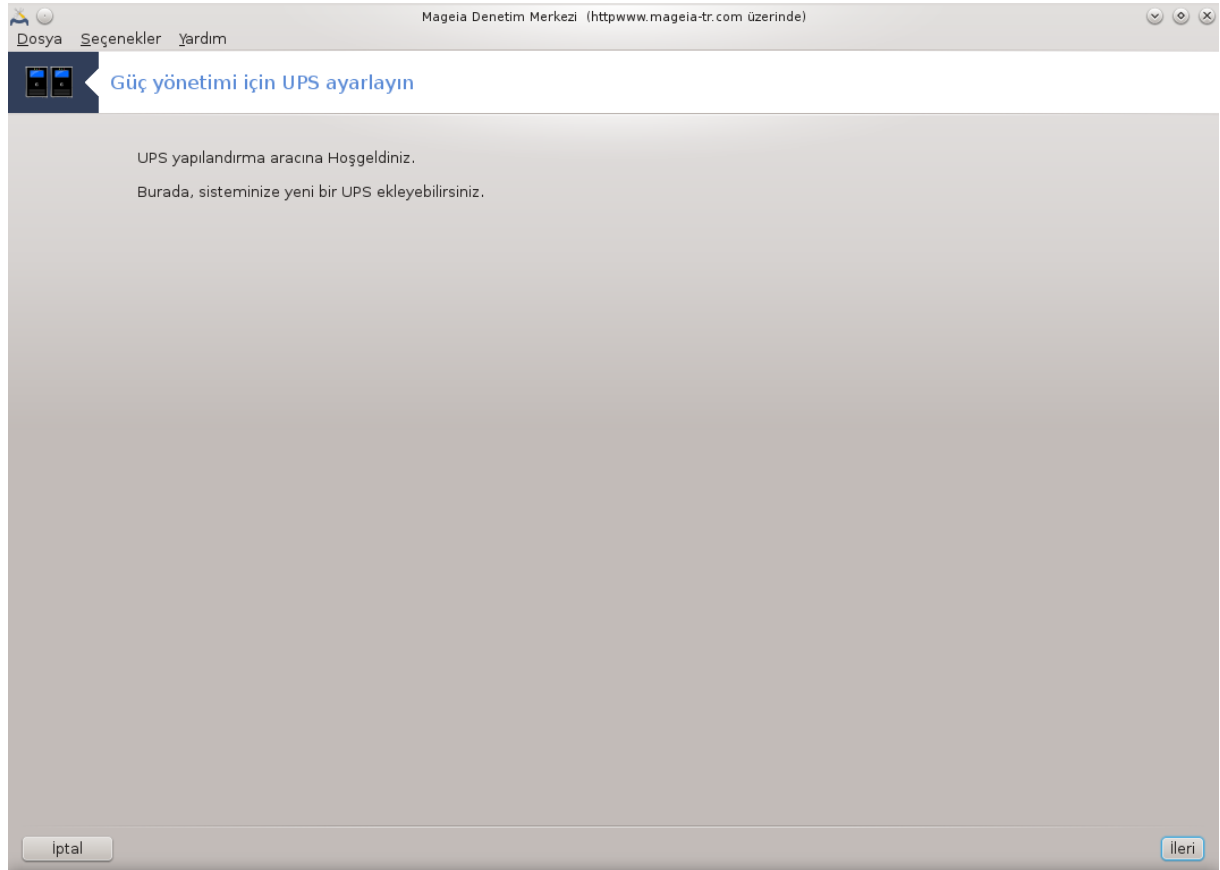 Mageia Denetim Merkezi (httpwww.mageia-tr.com üzerinde)
Dosya Seçenekler Yardım
Güç yönetimi için UPS ayarlayın
UPS yapılandırma aracına Hoşgeldiniz.
Burada, sisteminize yeni bir UPS ekleyebilirsiniz.
İptal İleri